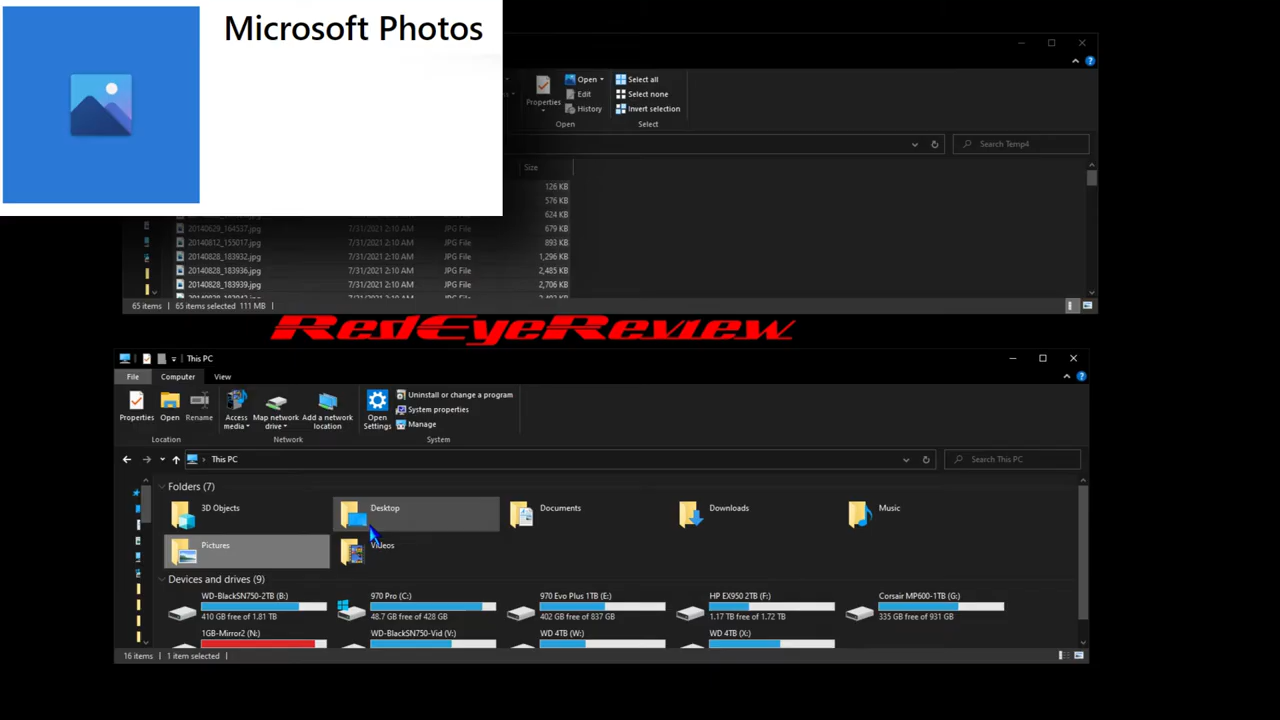 Microsoft Photos
Properties
Open
Edit
History
Open
Select all
Select none
Invert selection
Select
Search Temp4
Size
126 KB
576 KB
624 KB
20140629_164537.jpg 7/31/2021 2:10 AM JPG File 679 KB
20140812_155017.jpg 7/31/2021 2:10 AM JPG File 893 KB
20140828_183932.jpg 7/31/2021 2:10 AM JPG File 1,296 KB
20140828_183936.jpg 7/31/2021 2:10 AM JPG File 2,485 KB
20140828_183939.jpg 7/31/2021 2:10 AM JPG File 2,706 KB
65 items 65 items selected 111 MB
RedEyeReview
This PC
File Computer View
Properties
Open
Rename
Location
Access media
Map network drive
Add a network location
Network
Open Settings
Uninstall or change a program
System properties
Manage
System
This PC
Search This PC
Folders (7)
3D Objects
Desktop
Documents
Downloads
Music
Pictures
Videos
Devices and drives (9)
WD-BlackSN750-2TB (B:)
410 GB free of 1.81 TB
970 Pro (C:)
48.7 GB free of 428 GB
970 Evo Plus 1TB (E:)
402 GB free of 837 GB
HP EX950 2TB (F:)
1.17 TB free of 1.72 TB
Corsair MP600-1TB (G:)
335 GB free of 931 GB
1GB-Mirror2 (N:)
WD-BlackSN750-Vid (V:)
WD 4TB (W:)
WD 4TB (X:)
16 items 1 item selected